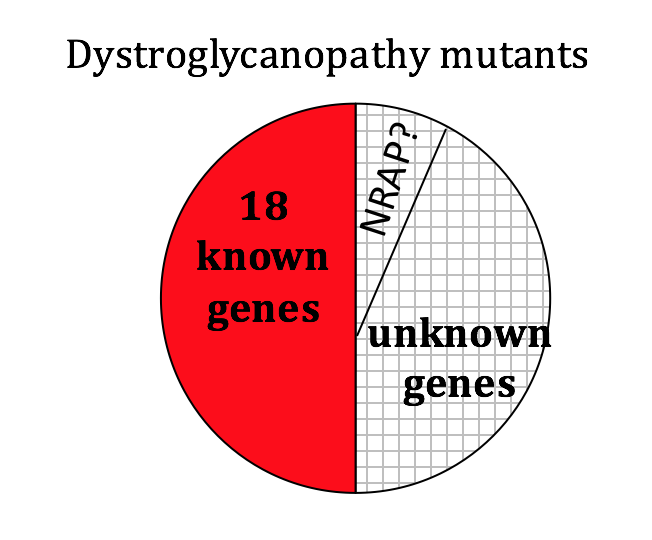 Dystroglycanopathy mutants
18
known
genes
NRAP?
unknown
genes